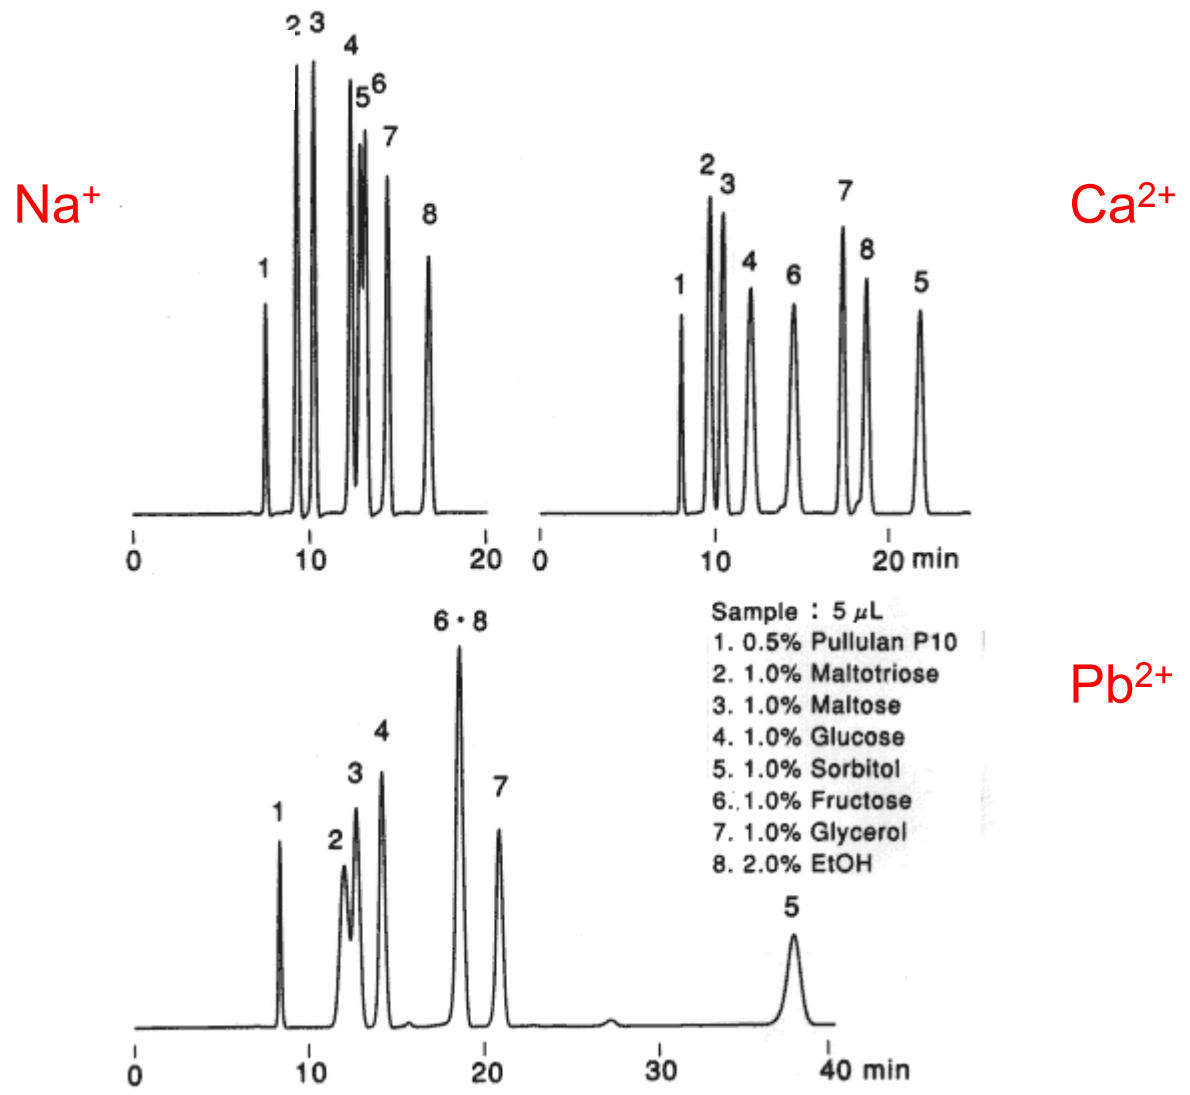 2 3
4
6
5
7
8
1
Na⁺
0 10 20
2
3
7
8
4
6
5
1
Ca²⁺
0 10 20 min
6・8
4
3
7
1
2
5
0 10 20 30 40 min
Sample : 5 μL
1. 0.5% Pullulan P10
2. 1.0% Maltotriose
3. 1.0% Maltose
4. 1.0% Glucose
5. 1.0% Sorbitol
6. 1.0% Fructose
7. 1.0% Glycerol
8. 2.0% EtOH
Pb²⁺